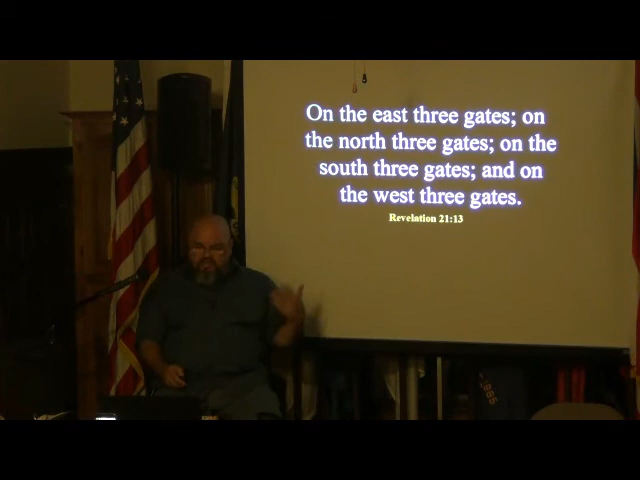 On the east three gates; on
the north three gates; on the
south three gates; and on
the west three gates.
Revelation 21:13